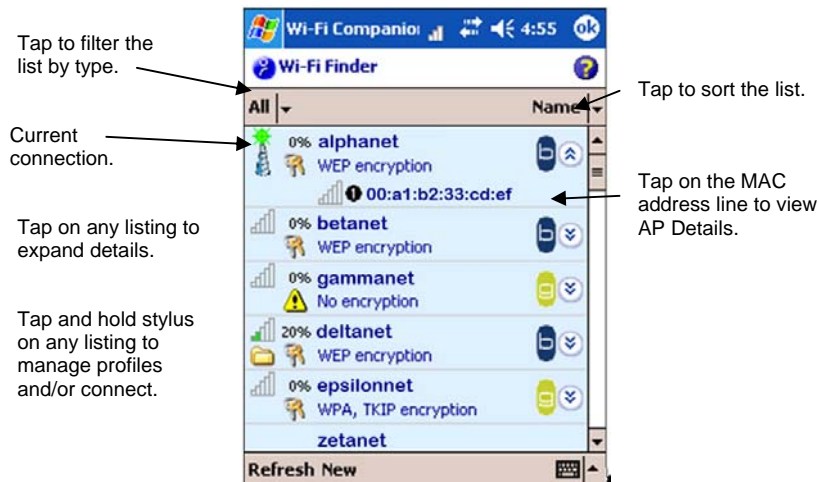 Tap to filter the
list by type.
Current
connection.
Tap on any listing to
expand details.
Tap and hold stylus
on any listing to
manage profiles
and/or connect.
Wi-Fi Companio 4:55 ok
Wi-Fi Finder ?
All Name
0% alphanet b
WEP encryption
1 00:a1:b2:33:cd:ef
0% betanet b
WEP encryption
0% gammanet g
! No encryption
20% deltanet b
WEP encryption
0% epsilonnet g
WPA, TKIP encryption
zetanet
Refresh New
Tap to sort the list.
Tap on the MAC
address line to view
AP Details.